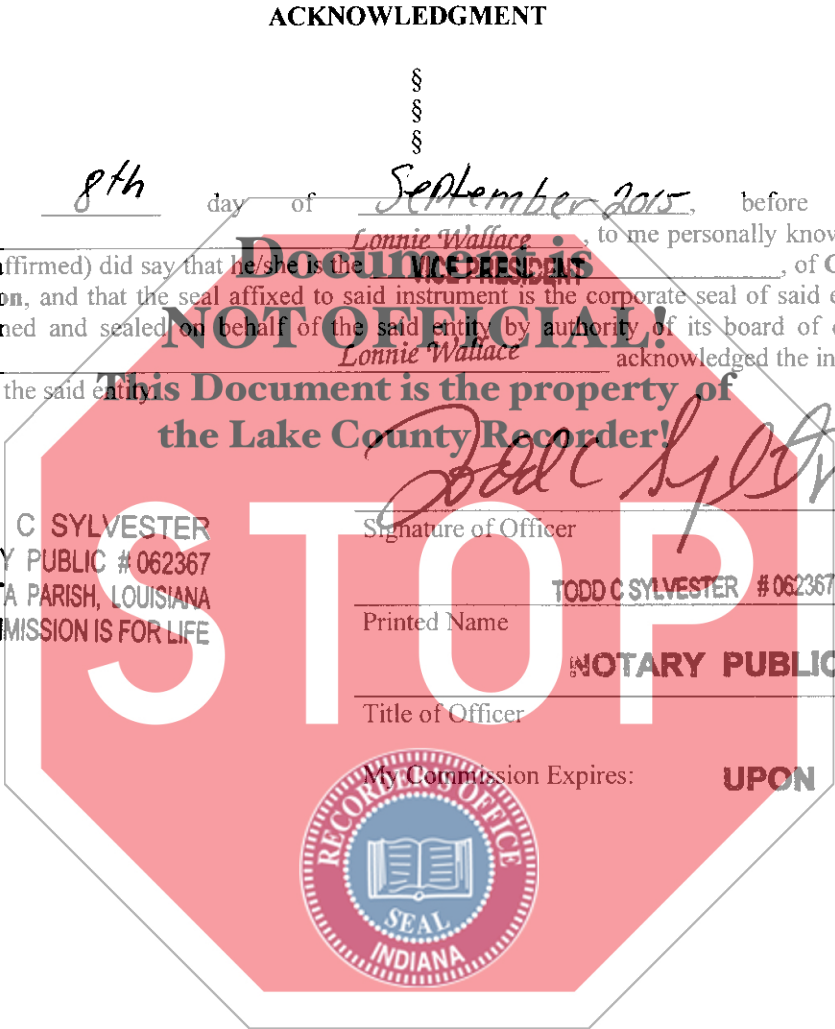 ACKNOWLEDGMENT
§
§
§
8th day of September 2015, before
Lonnie Wallace, to me personally know
affirmed) did say that he/she is the VICE PRESIDENT, of C
on, and that the seal affixed to said instrument is the corporate seal of said e
ned and sealed on behalf of the said entity by authority of its board of
Lonnie Wallace acknowledged the in
the said entity.
Document is
NOT OFFICIAL!
This Document is the property of
the Lake County Recorder!
STOP
Todd C Sylvester
C SYLVESTER
Y PUBLIC # 062367
A PARISH, LOUISIANA
MISSION IS FOR LIFE
Signature of Officer
TODD C SYLVESTER # 062367
Printed Name
NOTARY PUBLIC
Title of Officer
My Commission Expires: UPON
RECORDER'S OFFICE
SEAL
INDIANA